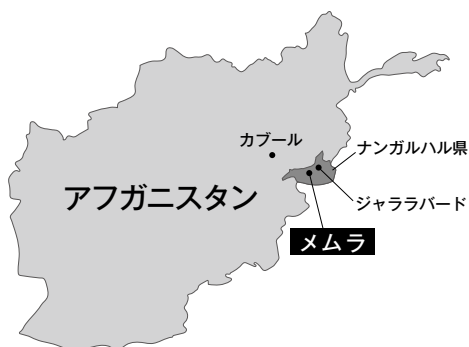 カブール
ナンガルハル県
アフガニスタン
ジャララバード
メムラ